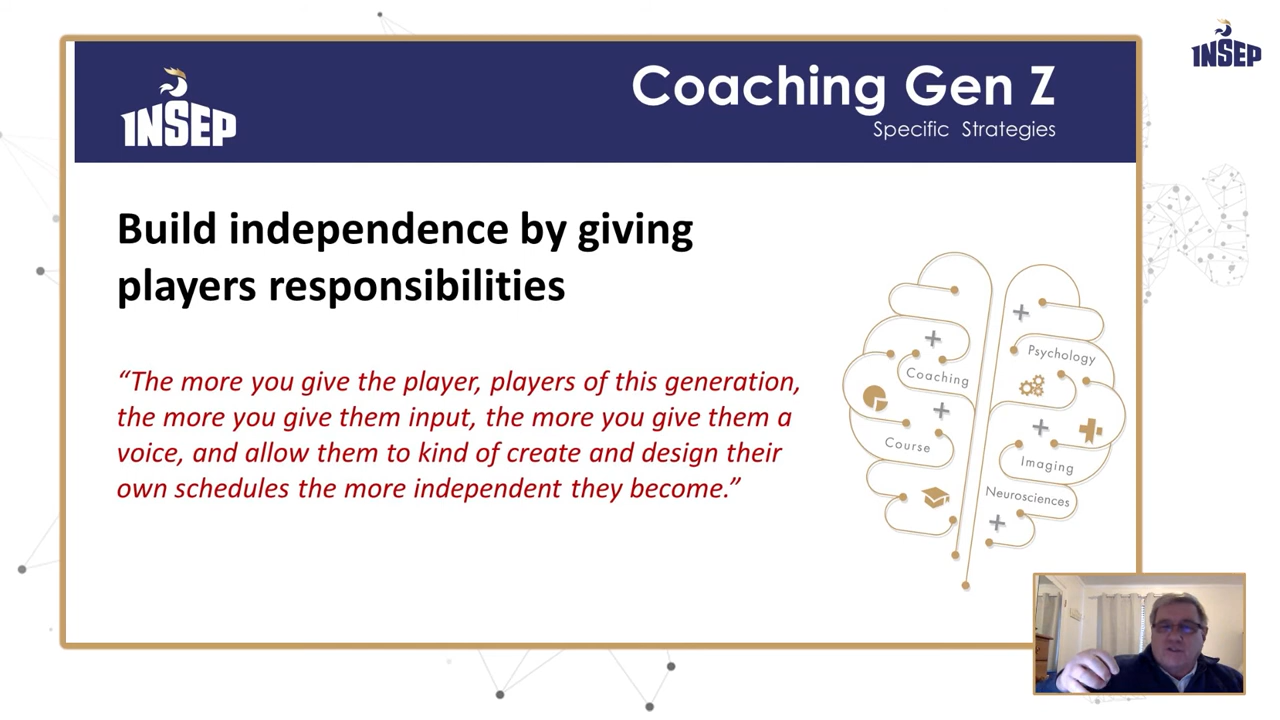 INSEP
Coaching Gen Z
INSEP
Specific Strategies
Build independence by giving
players responsibilities
“The more you give the player, players of this generation,
the more you give them input, the more you give them a
voice, and allow them to kind of create and design their
own schedules the more independent they become.”
Psychology
Coaching
Course
Imaging
Neurosciences